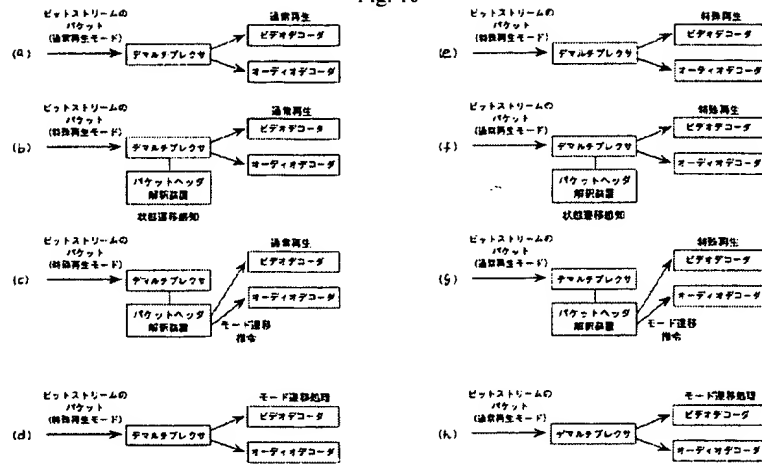 Fig. 10
(a)
ビットストリームの
パケット
(通常再生モード)
デマルチプレクサ
通常再生
ビデオデコーダ
オーディオデコーダ
(b)
ビットストリームの
パケット
(特殊再生モード)
デマルチプレクサ
パケットヘッダ
解釈装置
状態遷移感知
通常再生
ビデオデコーダ
オーディオデコーダ
(c)
ビットストリームの
パケット
(特殊再生モード)
デマルチプレクサ
パケットヘッダ
解釈装置
通常再生
ビデオデコーダ
オーディオデコーダ
モード遷移
指令
(d)
ビットストリームの
パケット
(特殊再生モード)
デマルチプレクサ
モード遷移処理
ビデオデコーダ
オーディオデコーダ
(e)
ビットストリームの
パケット
(特殊再生モード)
デマルチプレクサ
特殊再生
ビデオデコーダ
オーディオデコーダ
(f)
ビットストリームの
パケット
(通常再生モード)
デマルチプレクサ
パケットヘッダ
解釈装置
状態遷移感知
特殊再生
ビデオデコーダ
オーディオデコーダ
(g)
ビットストリームの
パケット
(通常再生モード)
デマルチプレクサ
パケットヘッダ
解釈装置
特殊再生
ビデオデコーダ
オーディオデコーダ
モード遷移
指令
(h)
ビットストリームの
パケット
(通常再生モード)
デマルチプレクサ
モード遷移処理
ビデオデコーダ
オーディオデコーダ